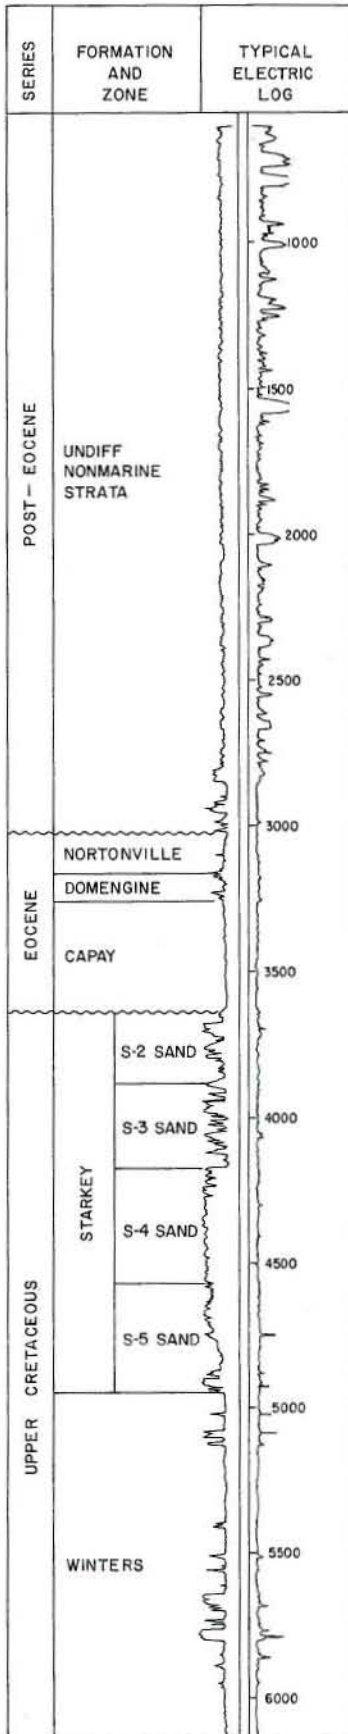 SERIES
FORMATION
AND
ZONE
TYPICAL
ELECTRIC
LOG
POST—EOCENE
UNDIFF
NONMARINE
STRATA
1000
1500
2000
2500
3000
EOCENE
NORTONVILLE
DOMENGINE
CAPAY
3500
UPPER CRETACEOUS
STARKEY
S-2 SAND
S-3 SAND
4000
S-4 SAND
4500
S-5 SAND
5000
WINTERS
5500
6000